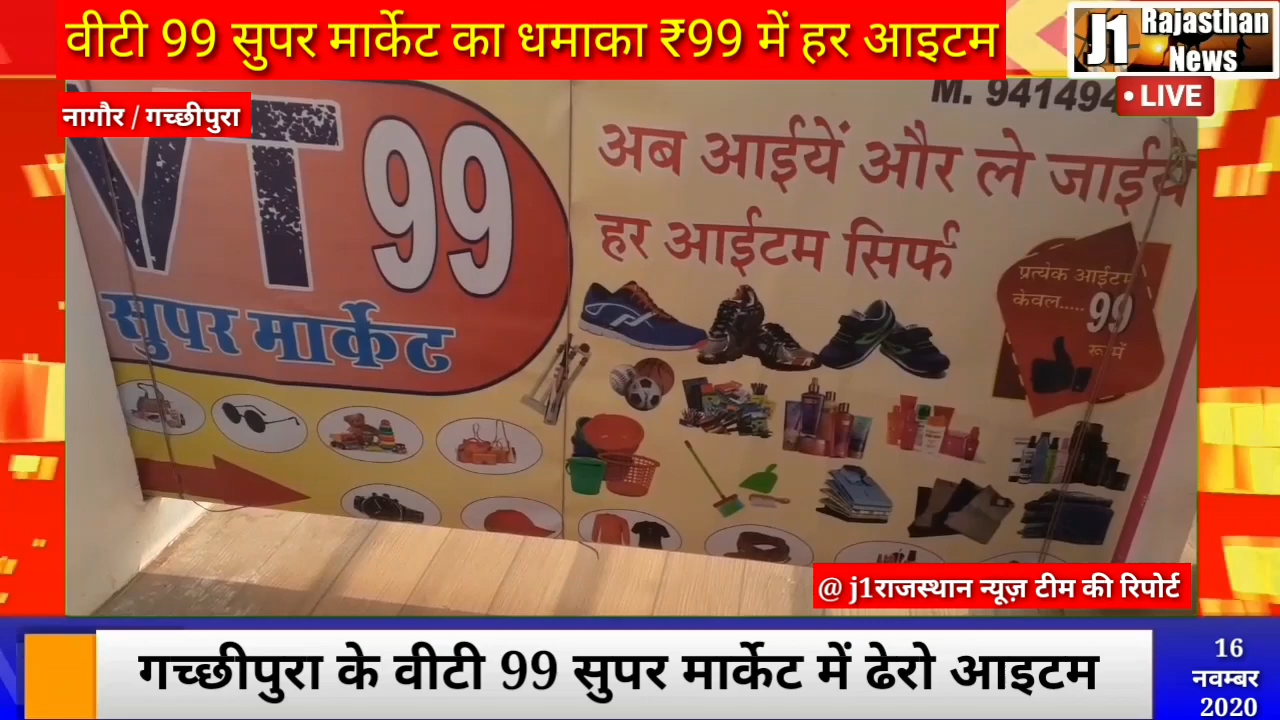 वीटी 99 सुपर मार्केट का धमाका ₹99 में हर आइटम
J1 Rajasthan
News
• LIVE
नागौर / गच्छीपुरा
M. 941494
VT 99
सुपर मार्केट
अब आईयें और ले जाईयें
हर आईटम सिर्फ
प्रत्येक आईटम
केवल..... 99
रू में
@ j1राजस्थान न्यूज़ टीम की रिपोर्ट
गच्छीपुरा के वीटी 99 सुपर मार्केट में ढेरो आइटम
16
नवम्बर
2020